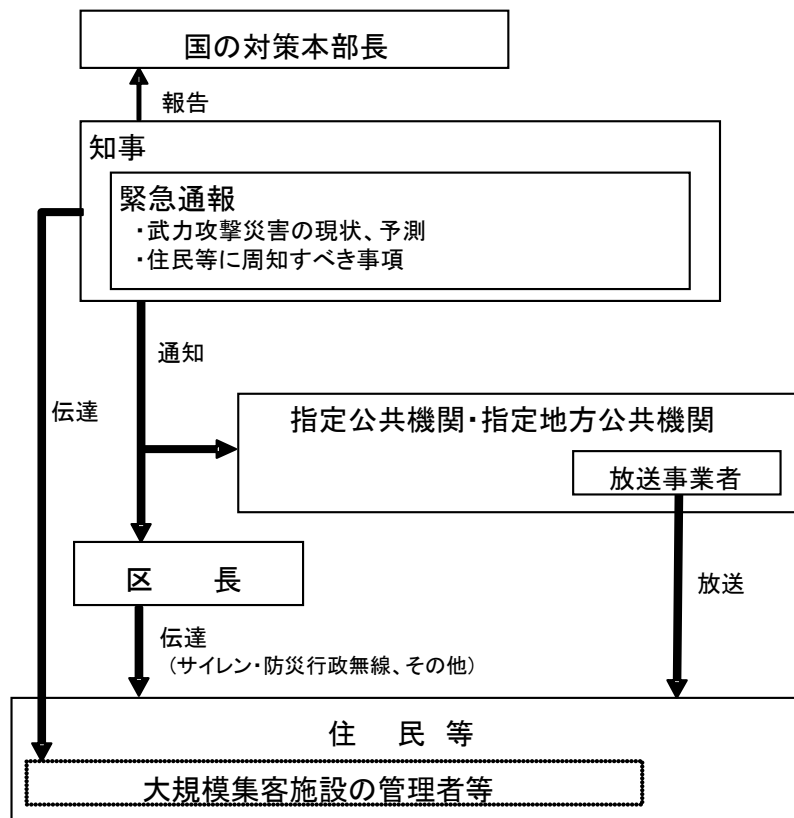 国の対策本部長
報告
知事
緊急通報
・武力攻撃災害の現状、予測
・住民等に周知すべき事項
通知
伝達
指定公共機関・指定地方公共機関
放送事業者
区　　長
放送
伝達
（サイレン・防災行政無線、その他）
住　民 等
大規模集客施設の管理者等